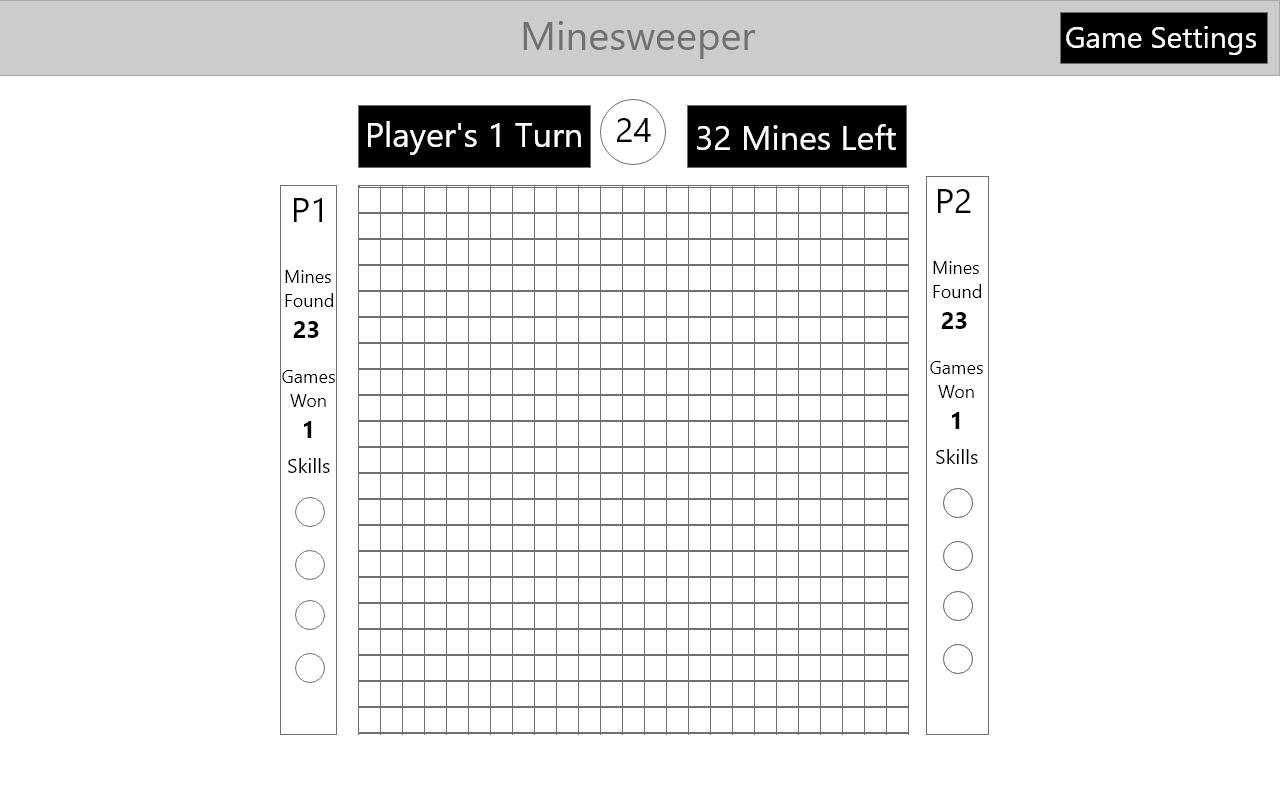 Minesweeper
Game Settings
Player's 1 Turn
24
32 Mines Left
P1
Mines
Found
23
Games
Won
1
Skills
P2
Mines
Found
23
Games
Won
1
Skills